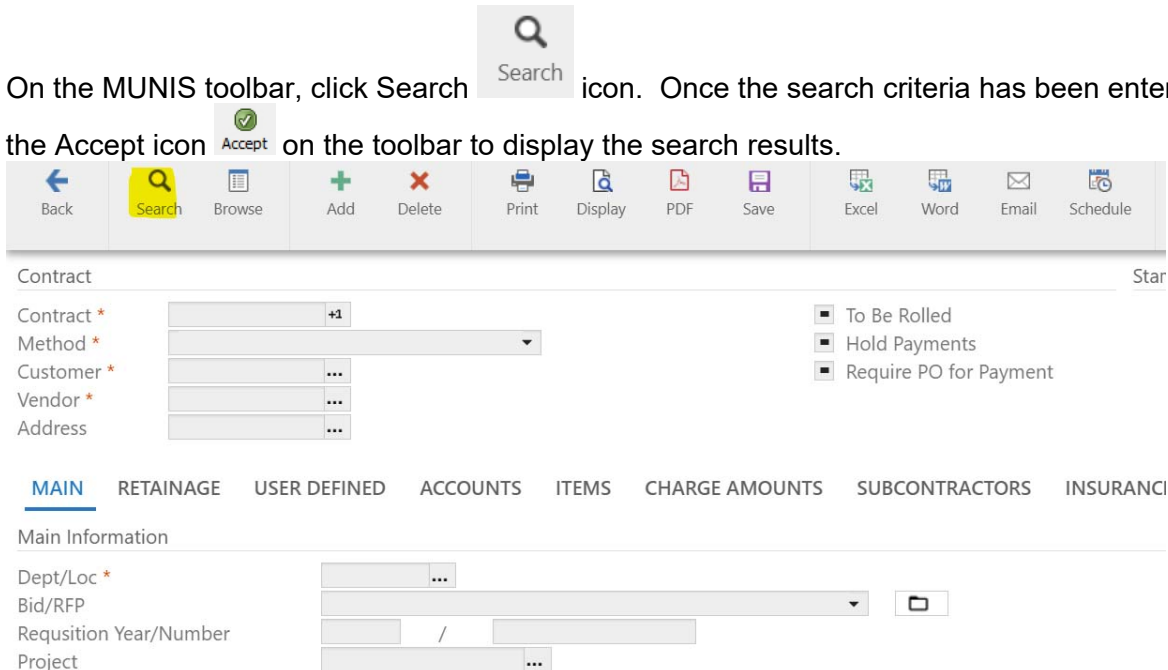 Search
On the MUNIS toolbar, click Search icon. Once the search criteria has been enter
the Accept icon Accept on the toolbar to display the search results.
Back Search Browse Add Delete Print Display PDF Save Excel Word Email Schedule
Contract
Contract * +1
To Be Rolled
Method *
Hold Payments
Customer * ...
Require PO for Payment
Vendor * ...
Address ...
MAIN RETAINAGE USER DEFINED ACCOUNTS ITEMS CHARGE AMOUNTS SUBCONTRACTORS
Main Information
Dept/Loc * ...
Bid/RFP
Requsition Year/Number /
Project ...